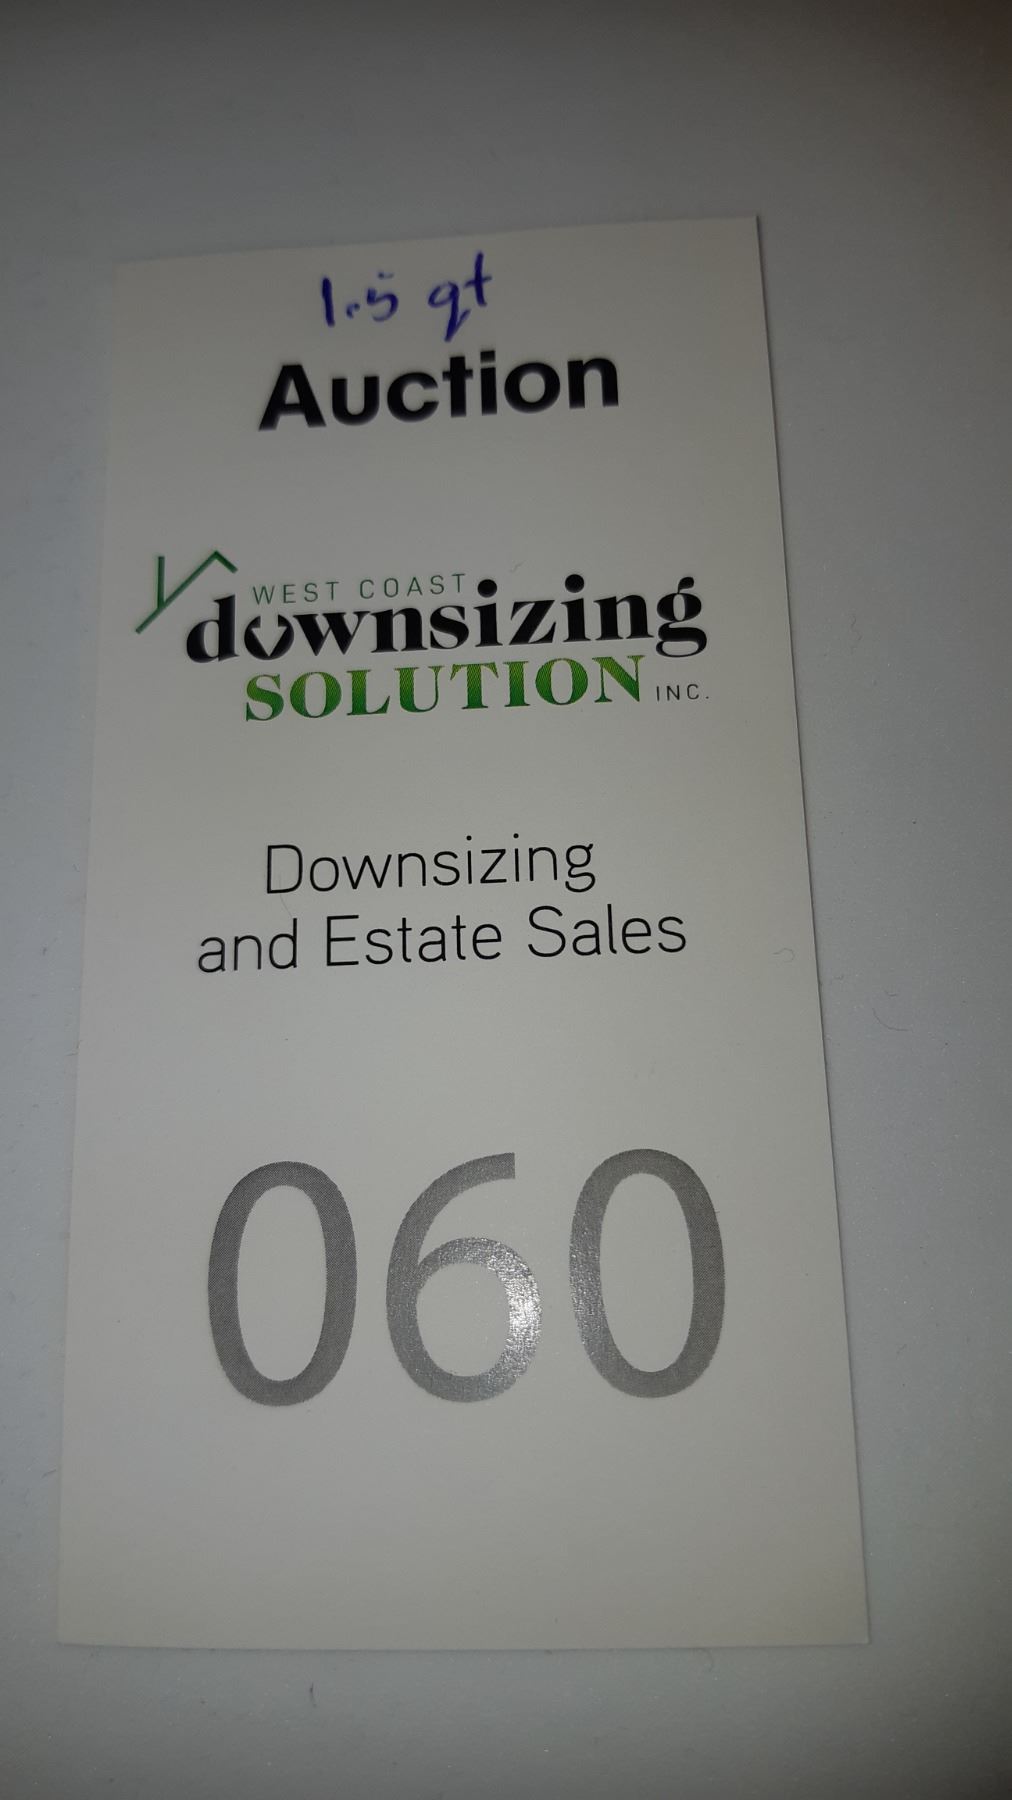 1.5 qt
Auction
WEST COAST
downsizing
SOLUTION INC.
Downsizing
and Estate Sales
060